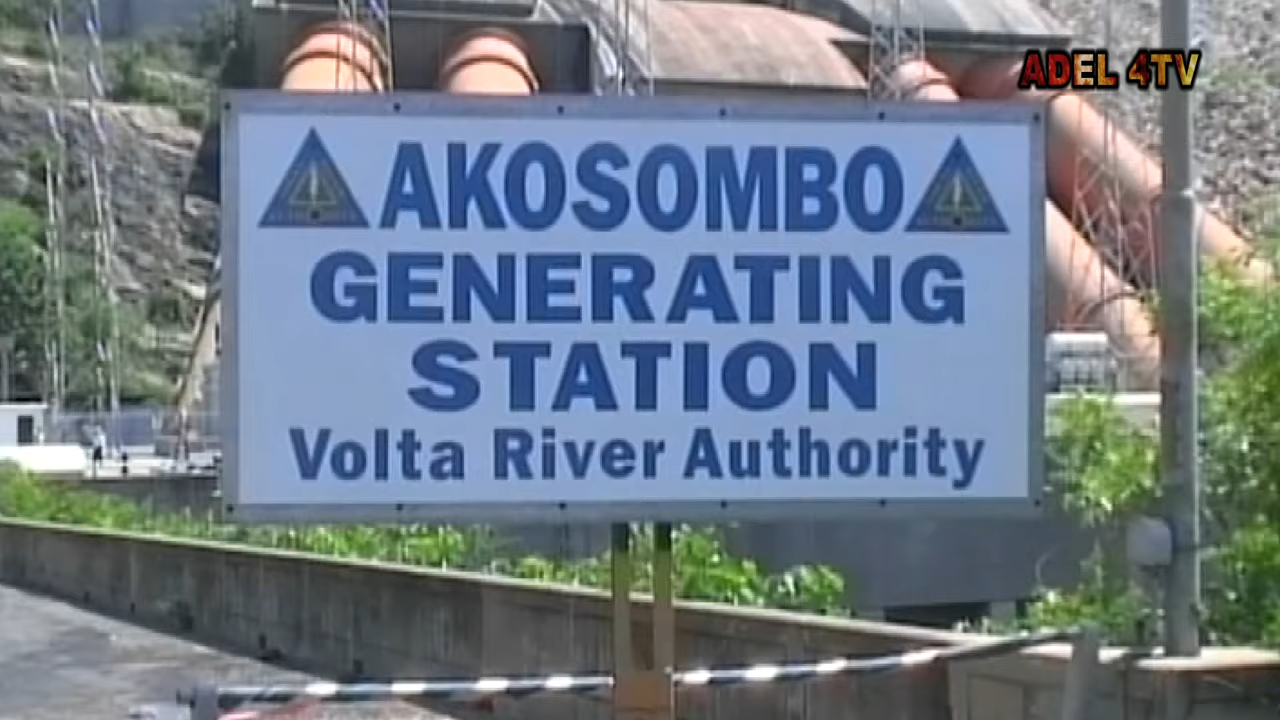 ADEL 4TV
AKOSOMBO
GENERATING
STATION
Volta River Authority